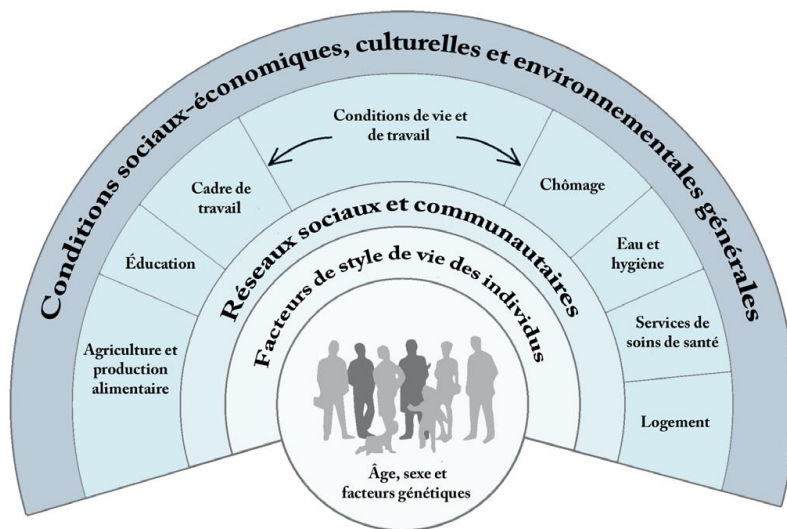 Conditions sociaux-économiques, culturelles et environnementales générales
Conditions de vie et
de travail
Cadre de
travail
Chômage
Éducation
Eau et
hygiène
Agriculture et
production
alimentaire
Services de
soins de santé
Logement
Réseaux sociaux et communautaires
Facteurs de style de vie des individus
Âge, sexe et
facteurs génétiques